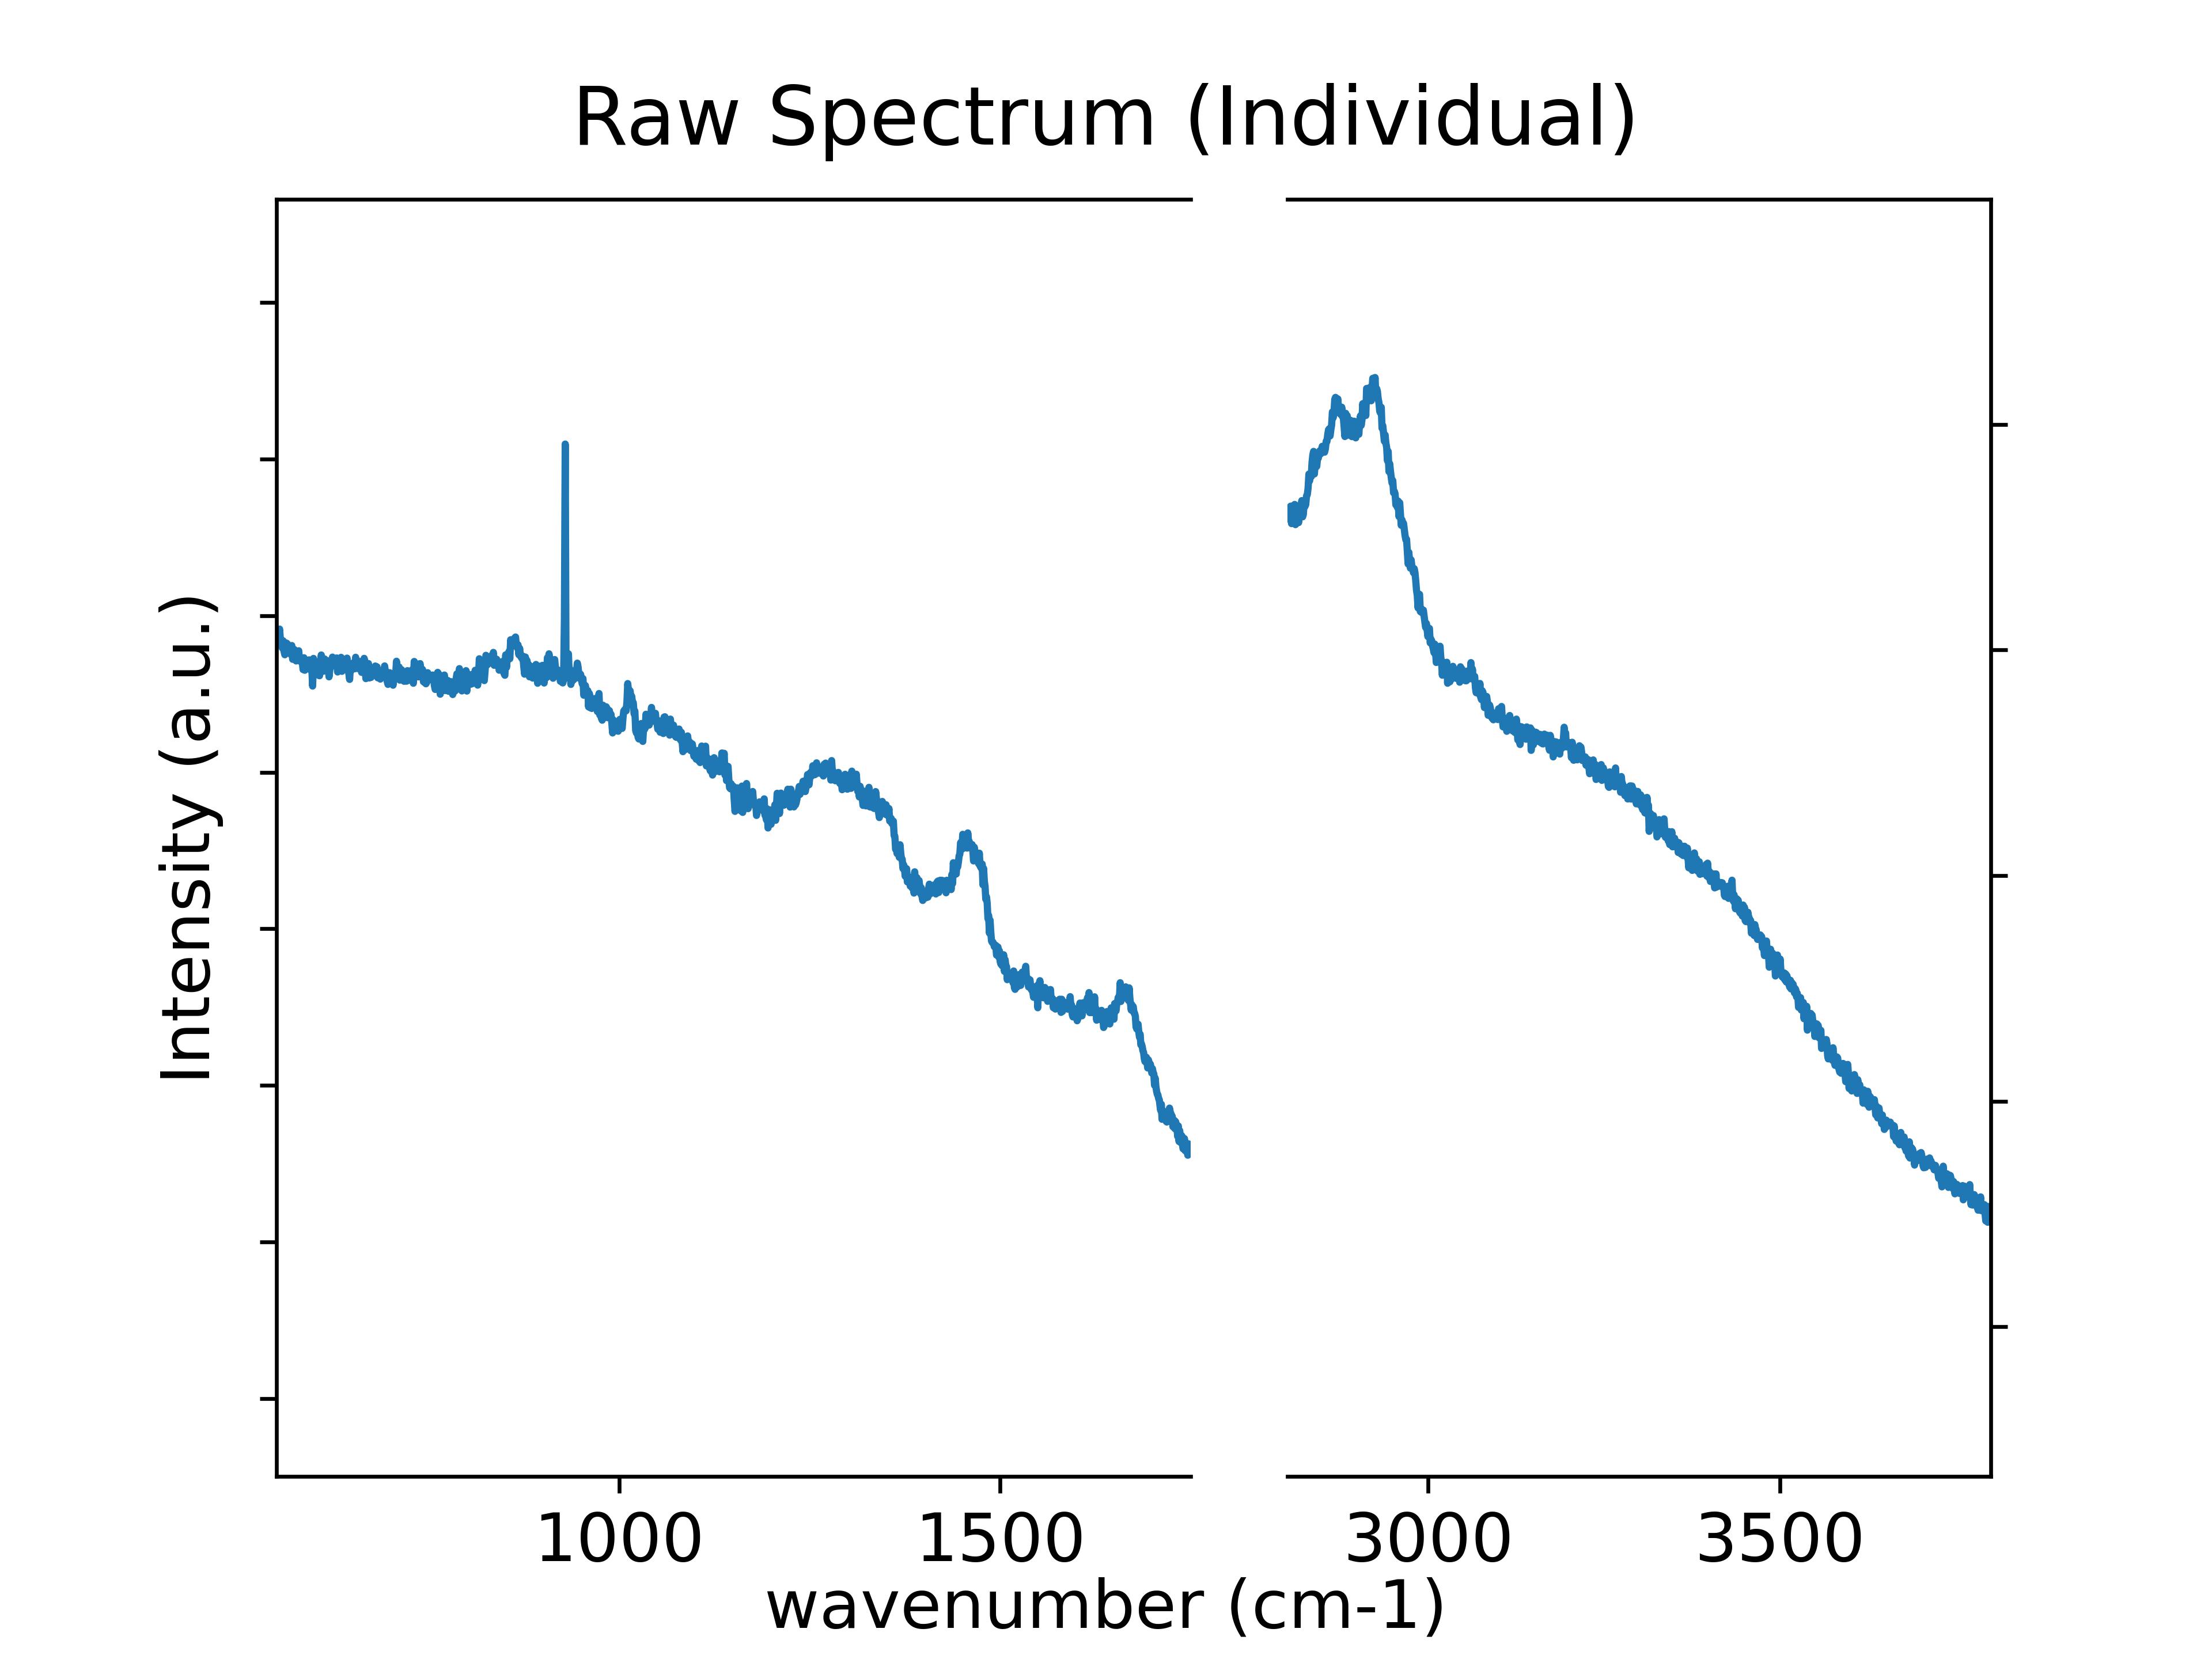 Raw Spectrum (Individual)
Intensity (a.u.)
1000 1500 3000 3500
wavenumber (cm-1)